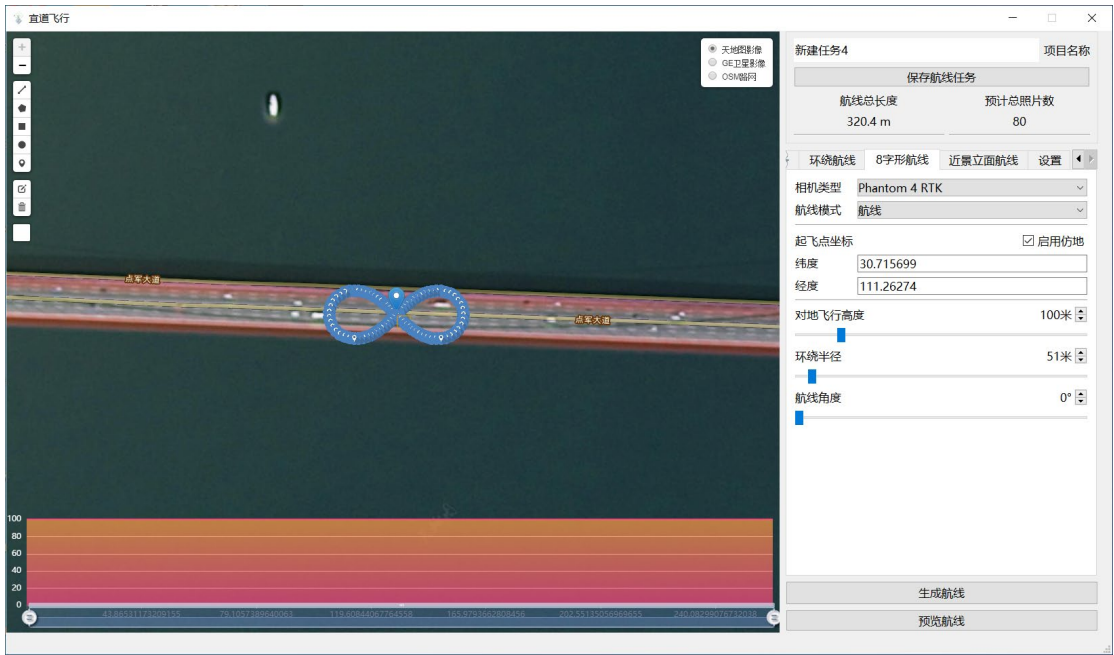 直道飞行
天地图影像
GE卫星影像
OSM路网
点军大道
点军大道
100
80
60
40
20
0
43.86531173209155 79.1057389640063 119.60844067764558 165.9793662808456 202.55135056969655 240.08299076732038
新建任务4 项目名称
保存航线任务
航线总长度 预计总照片数
320.4 m 80
环绕航线 8字形航线 近景立面航线 设置
相机类型 Phantom 4 RTK
航线模式 航线
起飞点坐标 启用仿地
纬度 30.715699
经度 111.26274
对地飞行高度 100米
环绕半径 51米
航线角度 0°
生成航线
预览航线